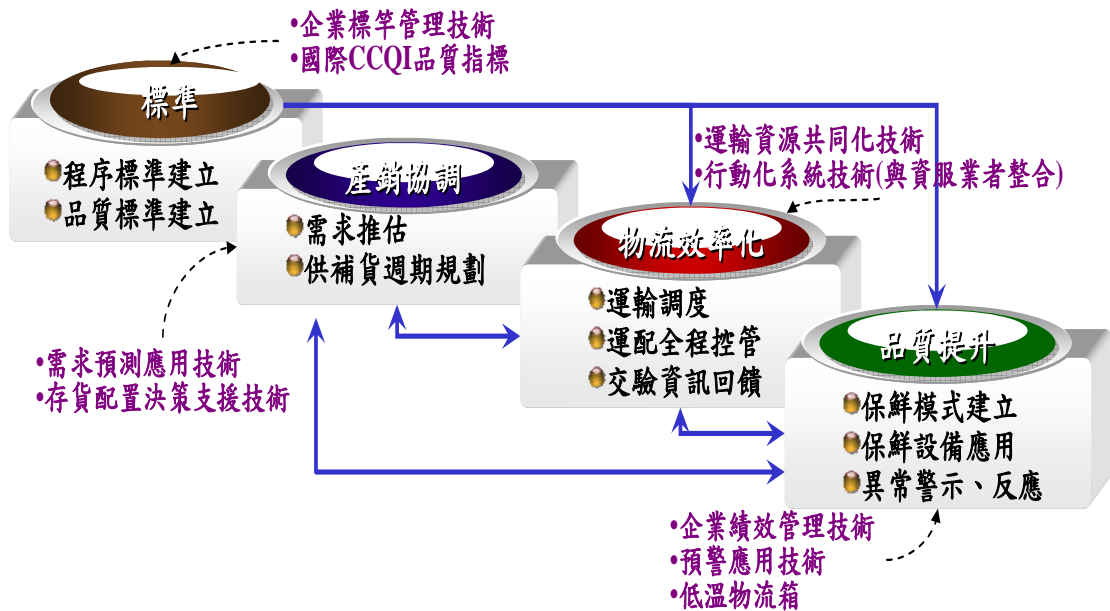 •企業標竿管理技術
•國際CCQI品質指標
標準
程序標準建立
品質標準建立
•運輸資源共同化技術
•行動化系統技術(與資服業者整合)
產銷協調
需求推估
供補貨週期規劃
物流效率化
運輸調度
運配全程控管
交驗資訊回饋
•需求預測應用技術
•存貨配置決策支援技術
品質提升
保鮮模式建立
保鮮設備應用
異常警示、反應
•企業績效管理技術
•預警應用技術
•低溫物流箱